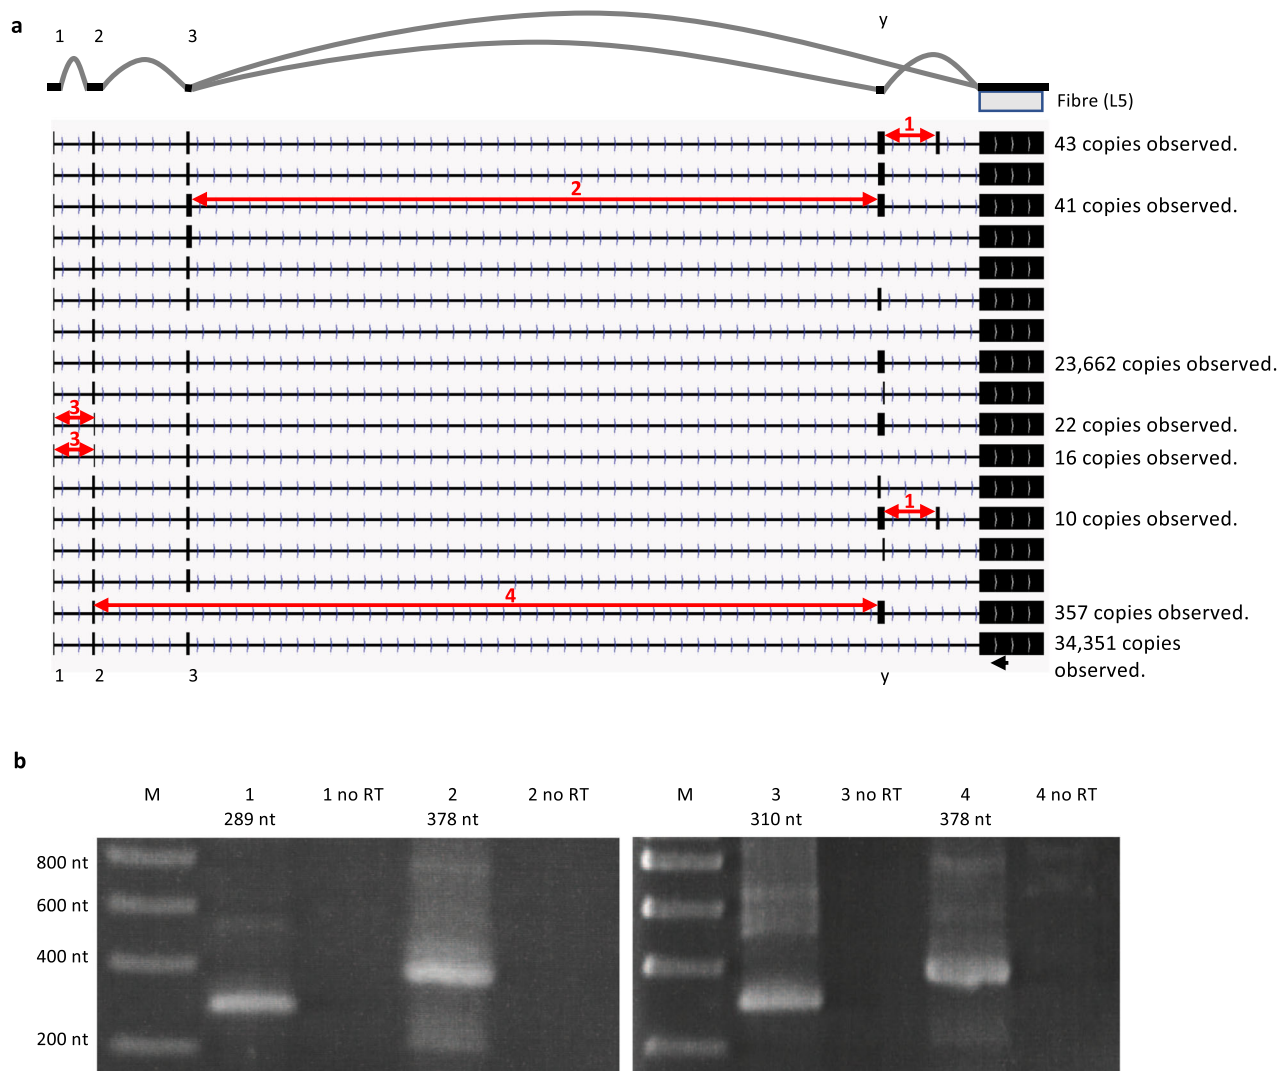 a
1 2 3 y
Fibre (L5)
1
43 copies observed.
2
41 copies observed.
23,662 copies observed.
3
22 copies observed.
3
16 copies observed.
1
10 copies observed.
4
357 copies observed.
34,351 copies
observed.
1 2 3 y
b
M 1 1 no RT 2 2 no RT M 3 3 no RT 4 4 no RT
289 nt 378 nt 310 nt 378 nt
800 nt
600 nt
400 nt
200 nt